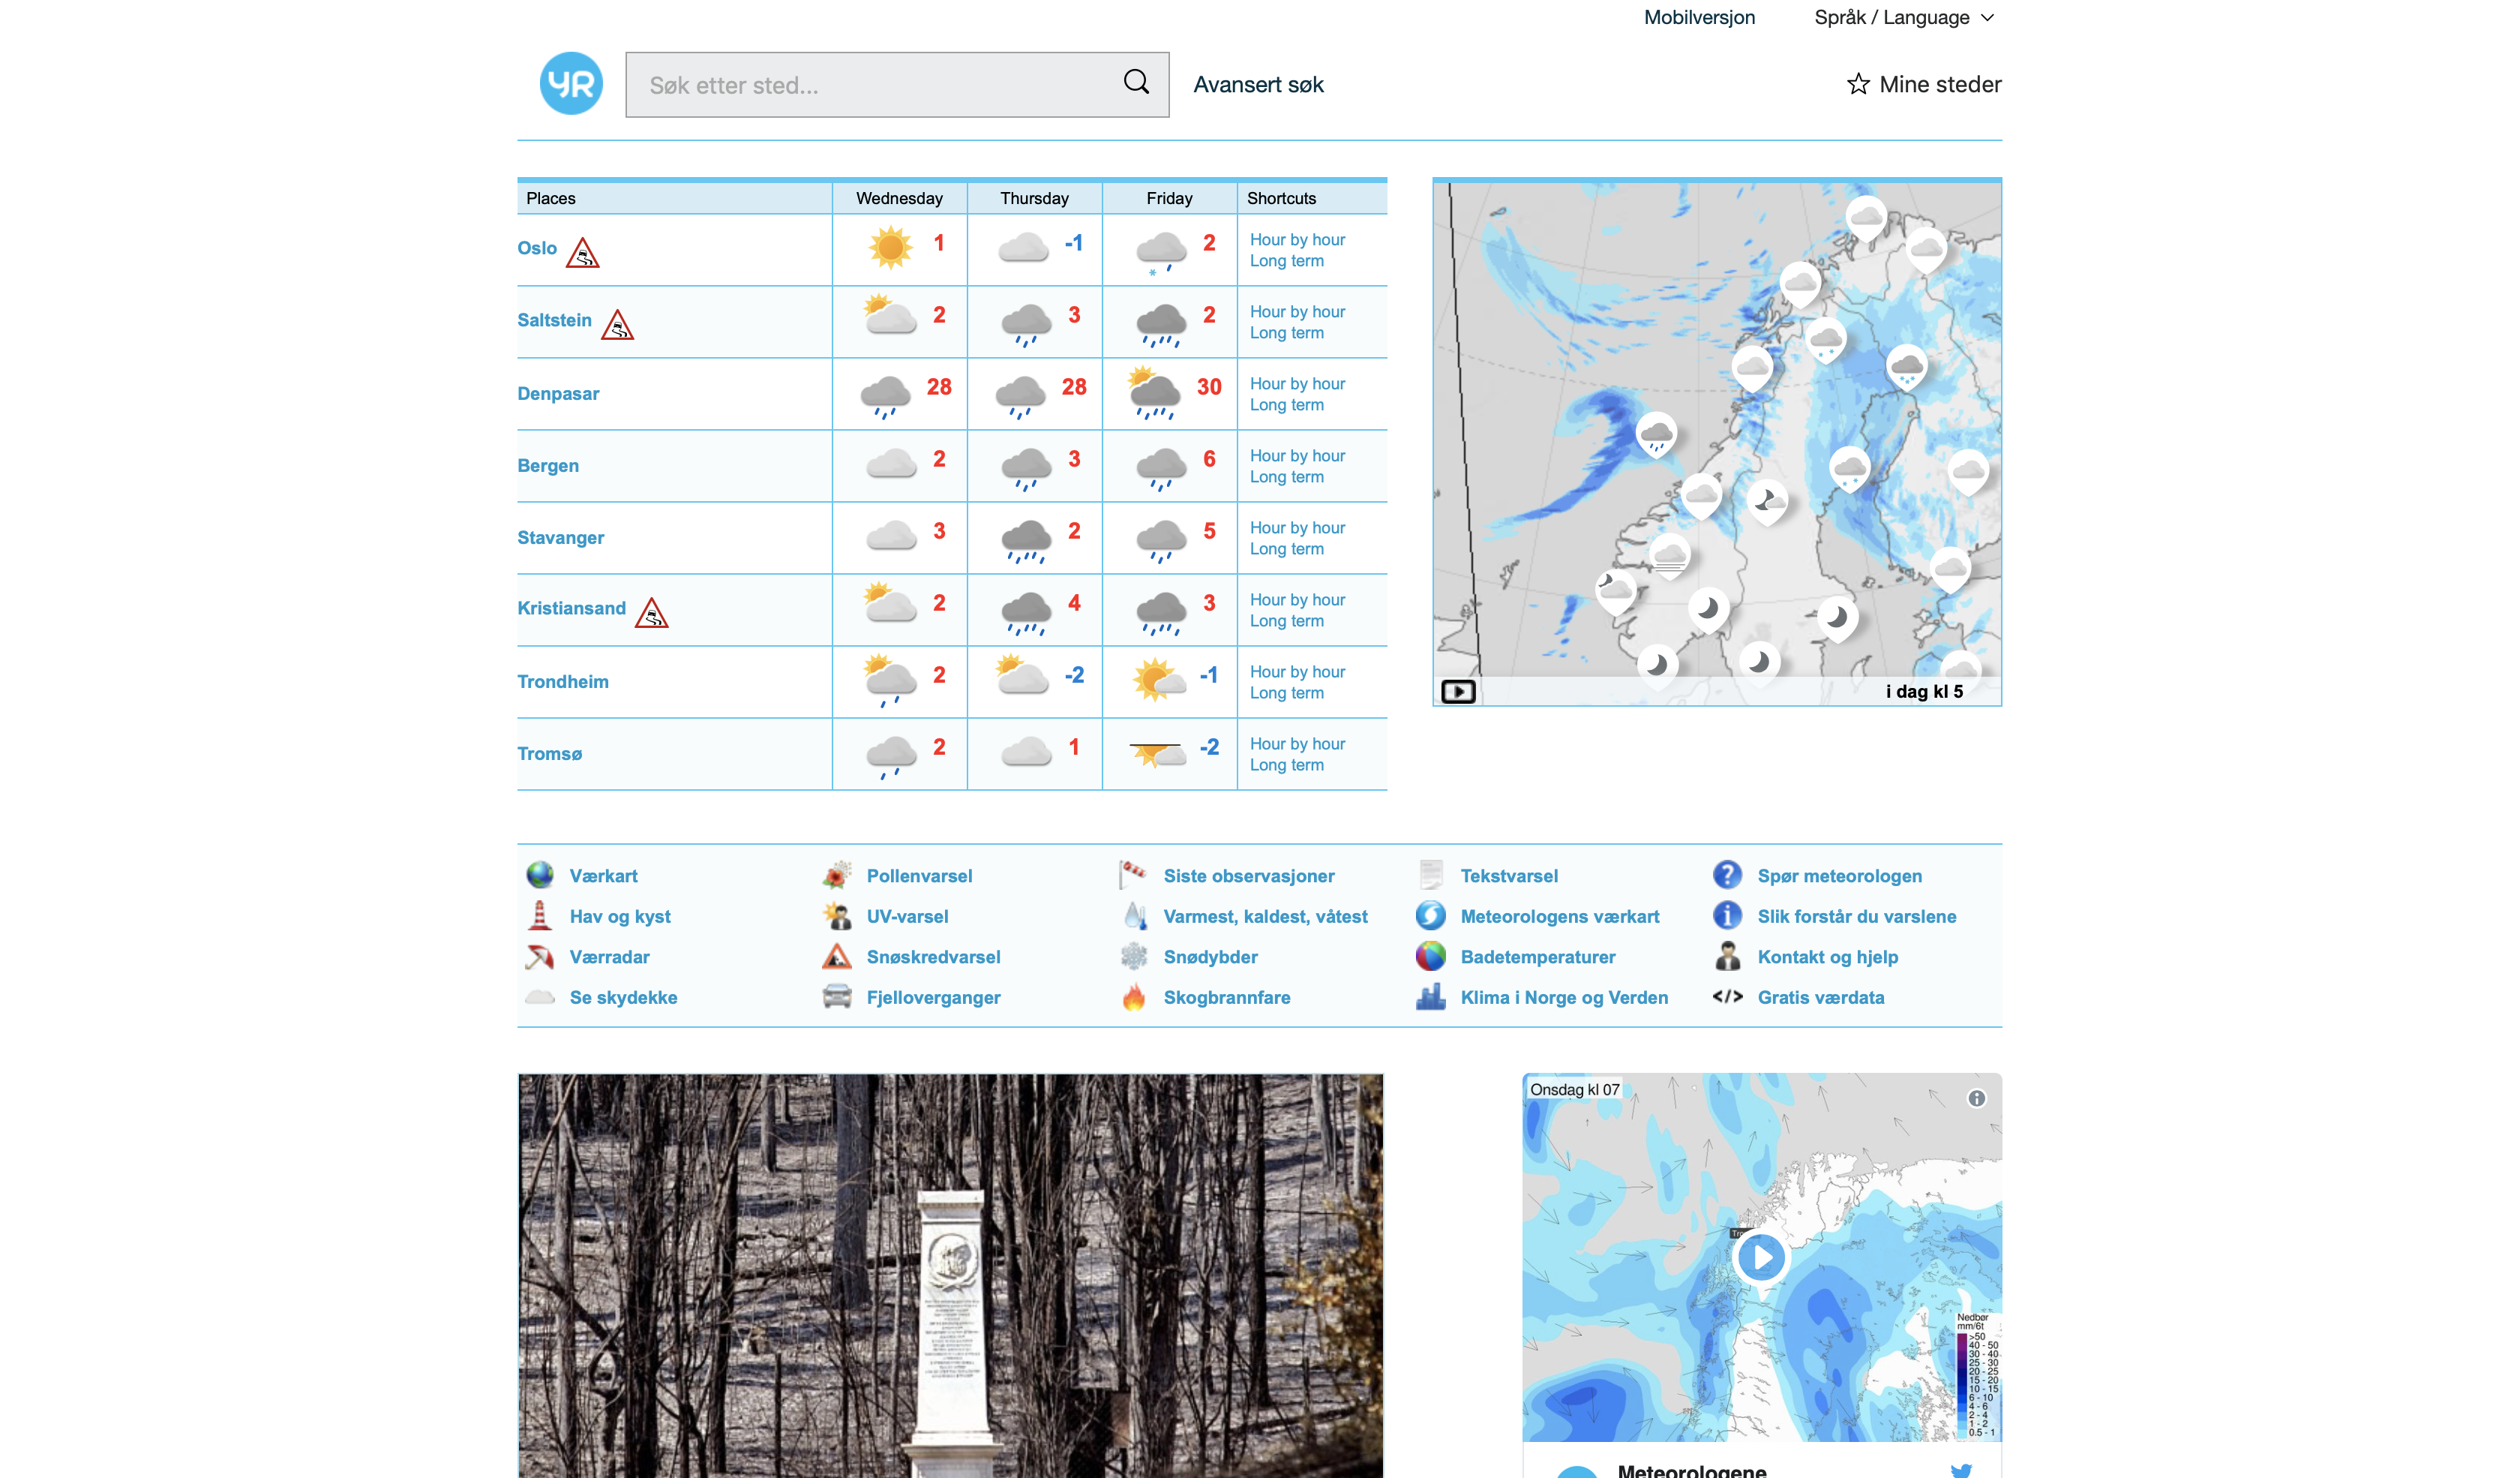 Mobilversjon Språk / Language
YR Søk etter sted... Avansert søk Mine steder
Places Wednesday Thursday Friday Shortcuts
Oslo 1 -1 2 Hour by hour
Long term
Saltstein 2 3 2 Hour by hour
Long term
Denpasar 28 28 30 Hour by hour
Long term
Bergen 2 3 6 Hour by hour
Long term
Stavanger 3 2 5 Hour by hour
Long term
Kristiansand 2 4 3 Hour by hour
Long term
Trondheim 2 -2 -1 Hour by hour
Long term
Tromsø 2 1 -2 Hour by hour
Long term
i dag kl 5
Værkart Pollenvarsel Siste observasjoner Tekstvarsel Spør meteorologen
Hav og kyst UV-varsel Varmest, kaldest, våtest Meteorologens værkart Slik forstår du varslene
Værradar Snøskredvarsel Snødybder Badetemperaturer Kontakt og hjelp
Se skydekke Fjelloverganger Skogbrannfare Klima i Norge og Verden </> Gratis værdata
Onsdag kl 07
Nedbør
mm/6t
>50
40 - 50
30 - 40
25 - 30
20 - 25
15 - 20
10 - 15
6 - 10
4 - 6
2 - 4
1 - 2
0.5 - 1
Meteorologene